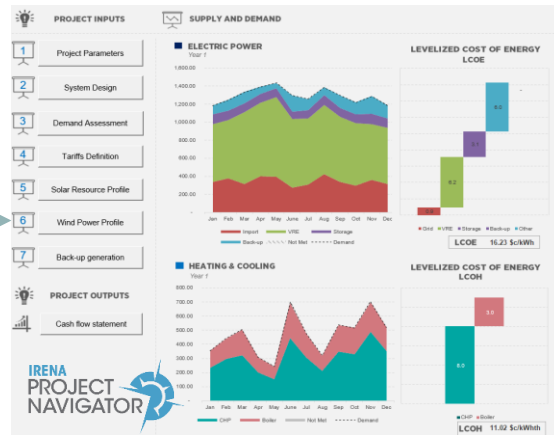 PROJECT INPUTS
1 Project Parameters
2 System Design
3 Demand Assessment
4 Tariffs Definition
5 Solar Resource Profile
6 Wind Power Profile
7 Back-up generation
PROJECT OUTPUTS
Cash flow statement
IRENA
PROJECT
NAVIGATOR
SUPPLY AND DEMAND
ELECTRIC POWER
Year 1
1,600.00
1,400.00
1,200.00
1,000.00
800.00
600.00
400.00
200.00
-
Jan Feb Mar Apr May June July Aug Sep Oct Nov Dec
Import VRE Storage
Back-up Not Met Demand
LEVELIZED COST OF ENERGY
LCOE
6.2
Grid VRE Storage Back-up Other
LCOE 16.23 $c/kWh
HEATING & COOLING
Year 1
800.00
700.00
600.00
500.00
400.00
300.00
200.00
100.00
-
Jan Feb Mar Apr May Jun Jul Aug Sep Oct Nov Dec
CHP Boiler Not Met Demand
LEVELIZED COST OF ENERGY
LCOH
CHP Boiler
LCOH 11.02 $c/kWhth